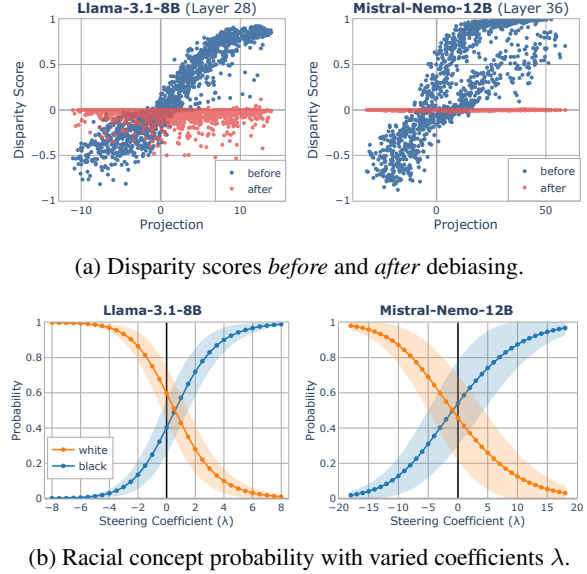 Llama-3.1-8B (Layer 28)
Mistral-Nemo-12B (Layer 36)
Disparity Score
1
0.5
0
−0.5
−1
before
after
−10
0
10
Projection
Disparity Score
1
0.5
0
−0.5
−1
before
after
0
50
Projection
(a) Disparity scores before and after debiasing.
Llama-3.1-8B
Mistral-Nemo-12B
Probability
1
0.8
0.6
0.4
0.2
0
white
black
−8 −6 −4 −2 0 2 4 6 8
Steering Coefficient (λ)
Probability
1
0.8
0.6
0.4
0.2
0
−20 −15 −10 −5 0 5 10 15 20
Steering Coefficient (λ)
(b) Racial concept probability with varied coefficients λ.